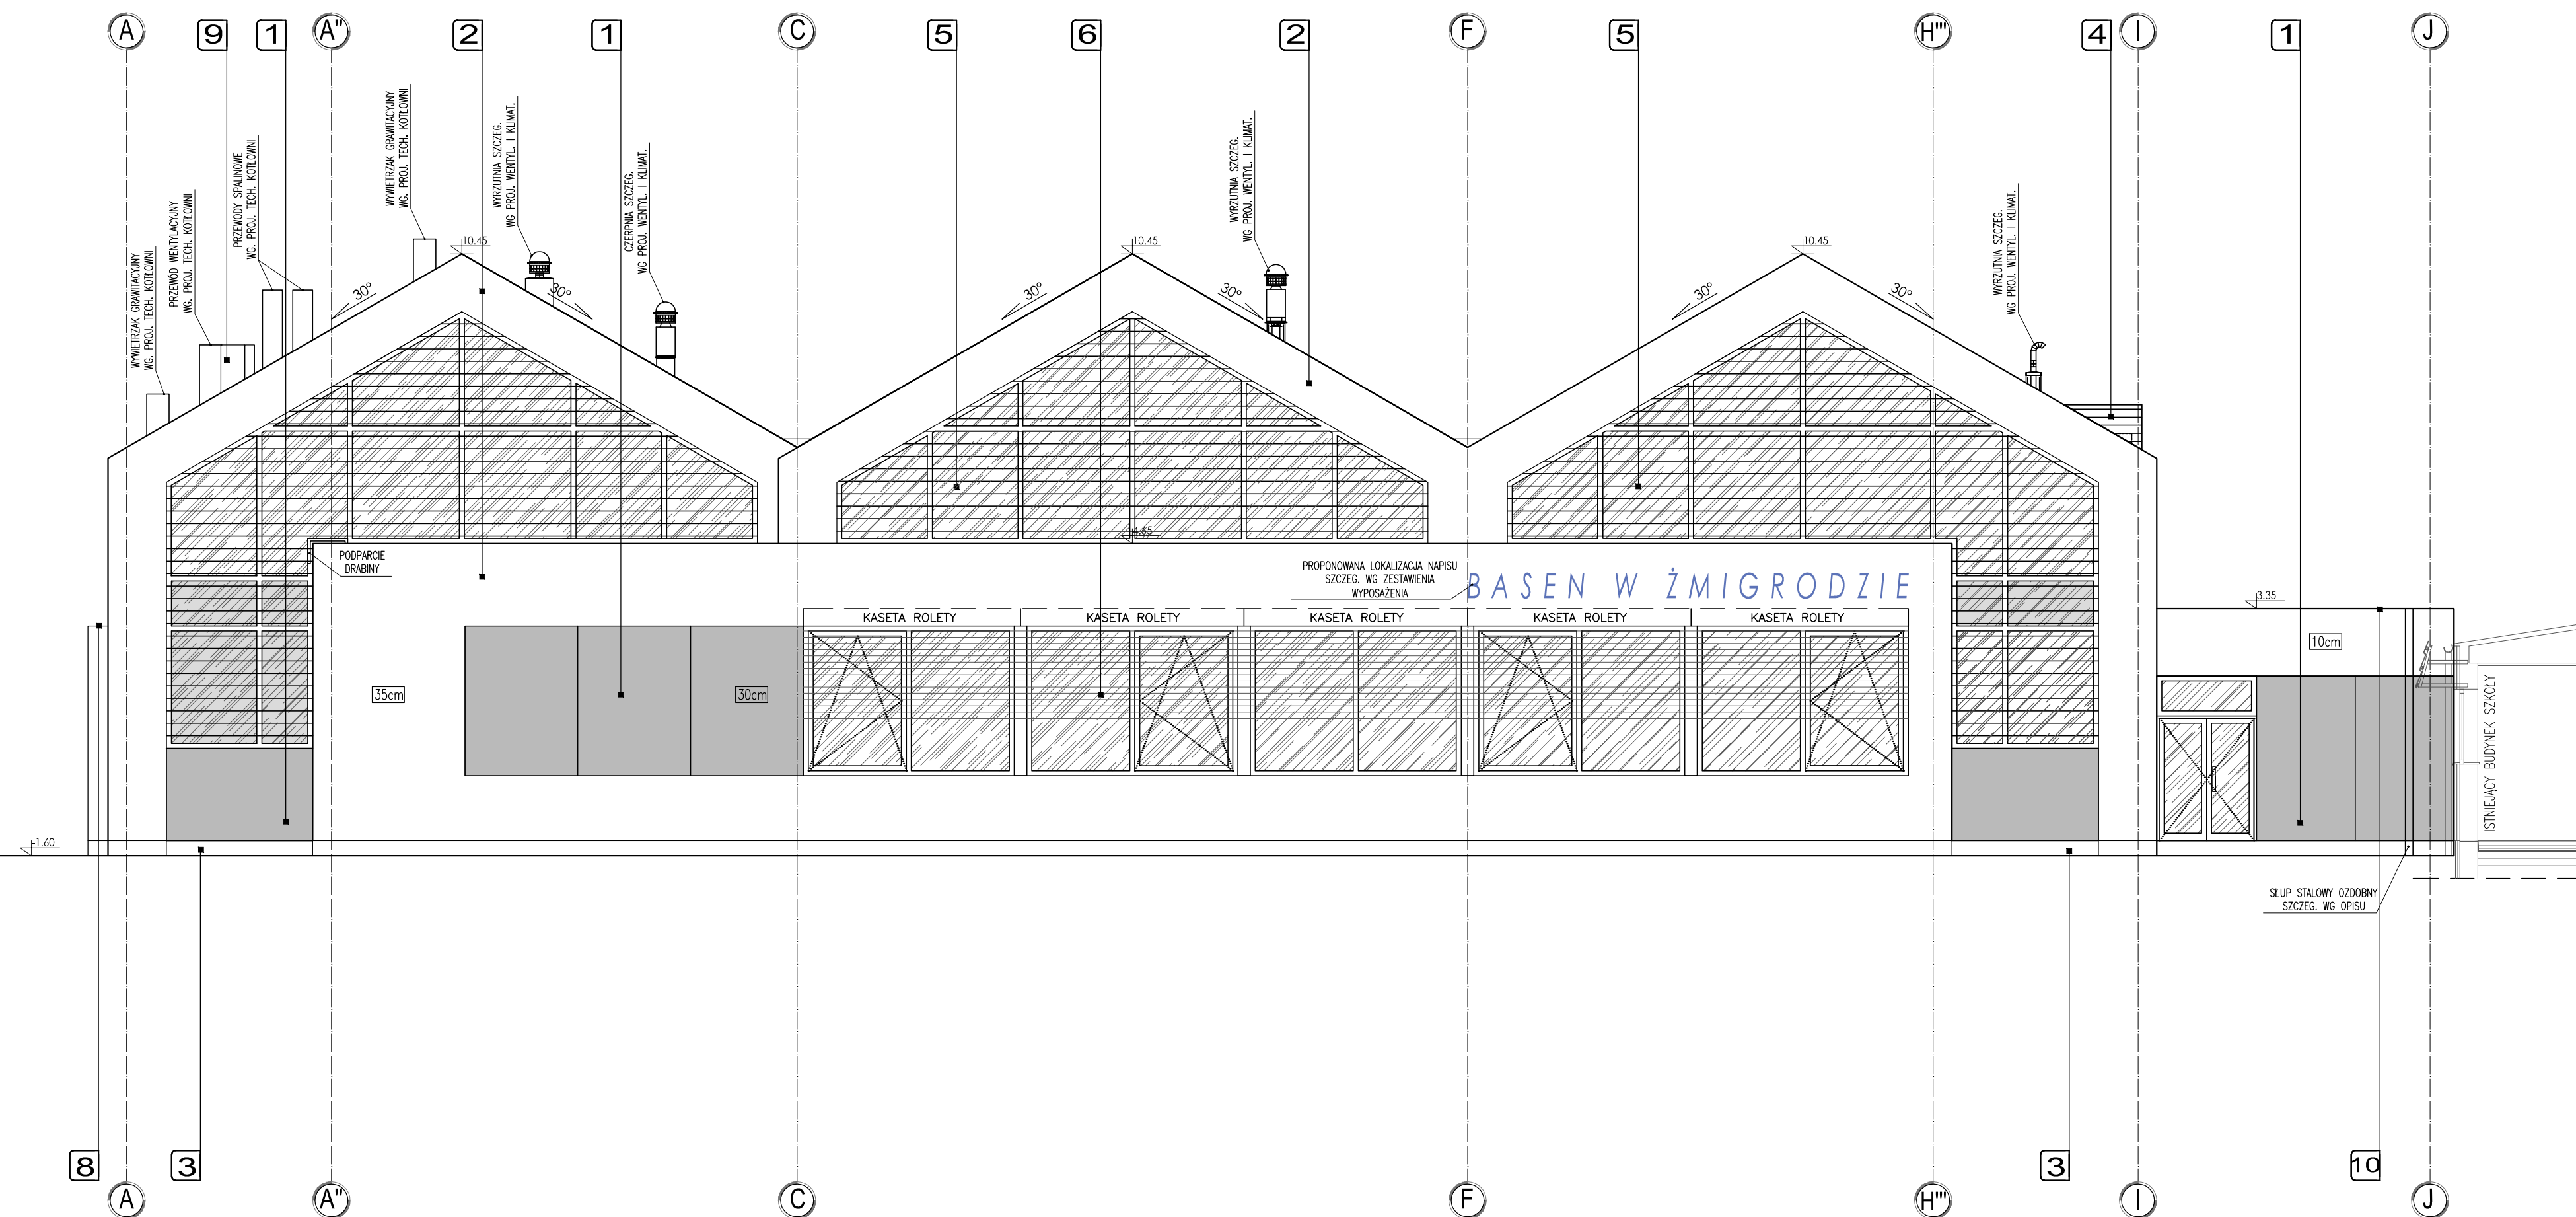 A
9
1
A"
2
1
C
5
6
2
F
5
H'''
4
I
1
J
WYWIETRZAK GRAWITACYJNY
WG. PROJ. TECH. KOTŁOWNI
PRZEWÓD WENTYLACYJNY
WG. PROJ. TECH. KOTŁOWNI
PRZEWODY SPALINOWE
WG. PROJ. TECH. KOTŁOWNI
WYWIETRZAK GRAWITACYJNY
WG. PROJ. TECH. KOTŁOWNI
WYRZUTNIA SZCZEG.
WG PROJ. WENTYL. I KLIMAT.
CZERPNIA SZCZEG.
WG PROJ. WENTYL. I KLIMAT.
WYRZUTNIA SZCZEG.
WG PROJ. WENTYL. I KLIMAT.
WYRZUTNIA SZCZEG.
WG PROJ. WENTYL. I KLIMAT.
10.45
10.45
10.45
30°
30°
30°
30°
30°
30°
PODPARCIE
DRABINY
PROPONOWANA LOKALIZACJA NAPISU
SZCZEG. WG ZESTAWIENIA
WYPOSAŻENIA
BASEN W ŻMIGRODZIE
KASETA ROLETY
KASETA ROLETY
KASETA ROLETY
KASETA ROLETY
KASETA ROLETY
3.35
10cm
35cm
30cm
ISTNIEJĄCY BUDYNEK SZKOŁY
-1.60
SŁUP STALOWY OZDOBNY
SZCZEG. WG OPISU
8
3
3
10
A
A"
C
F
H'''
I
J